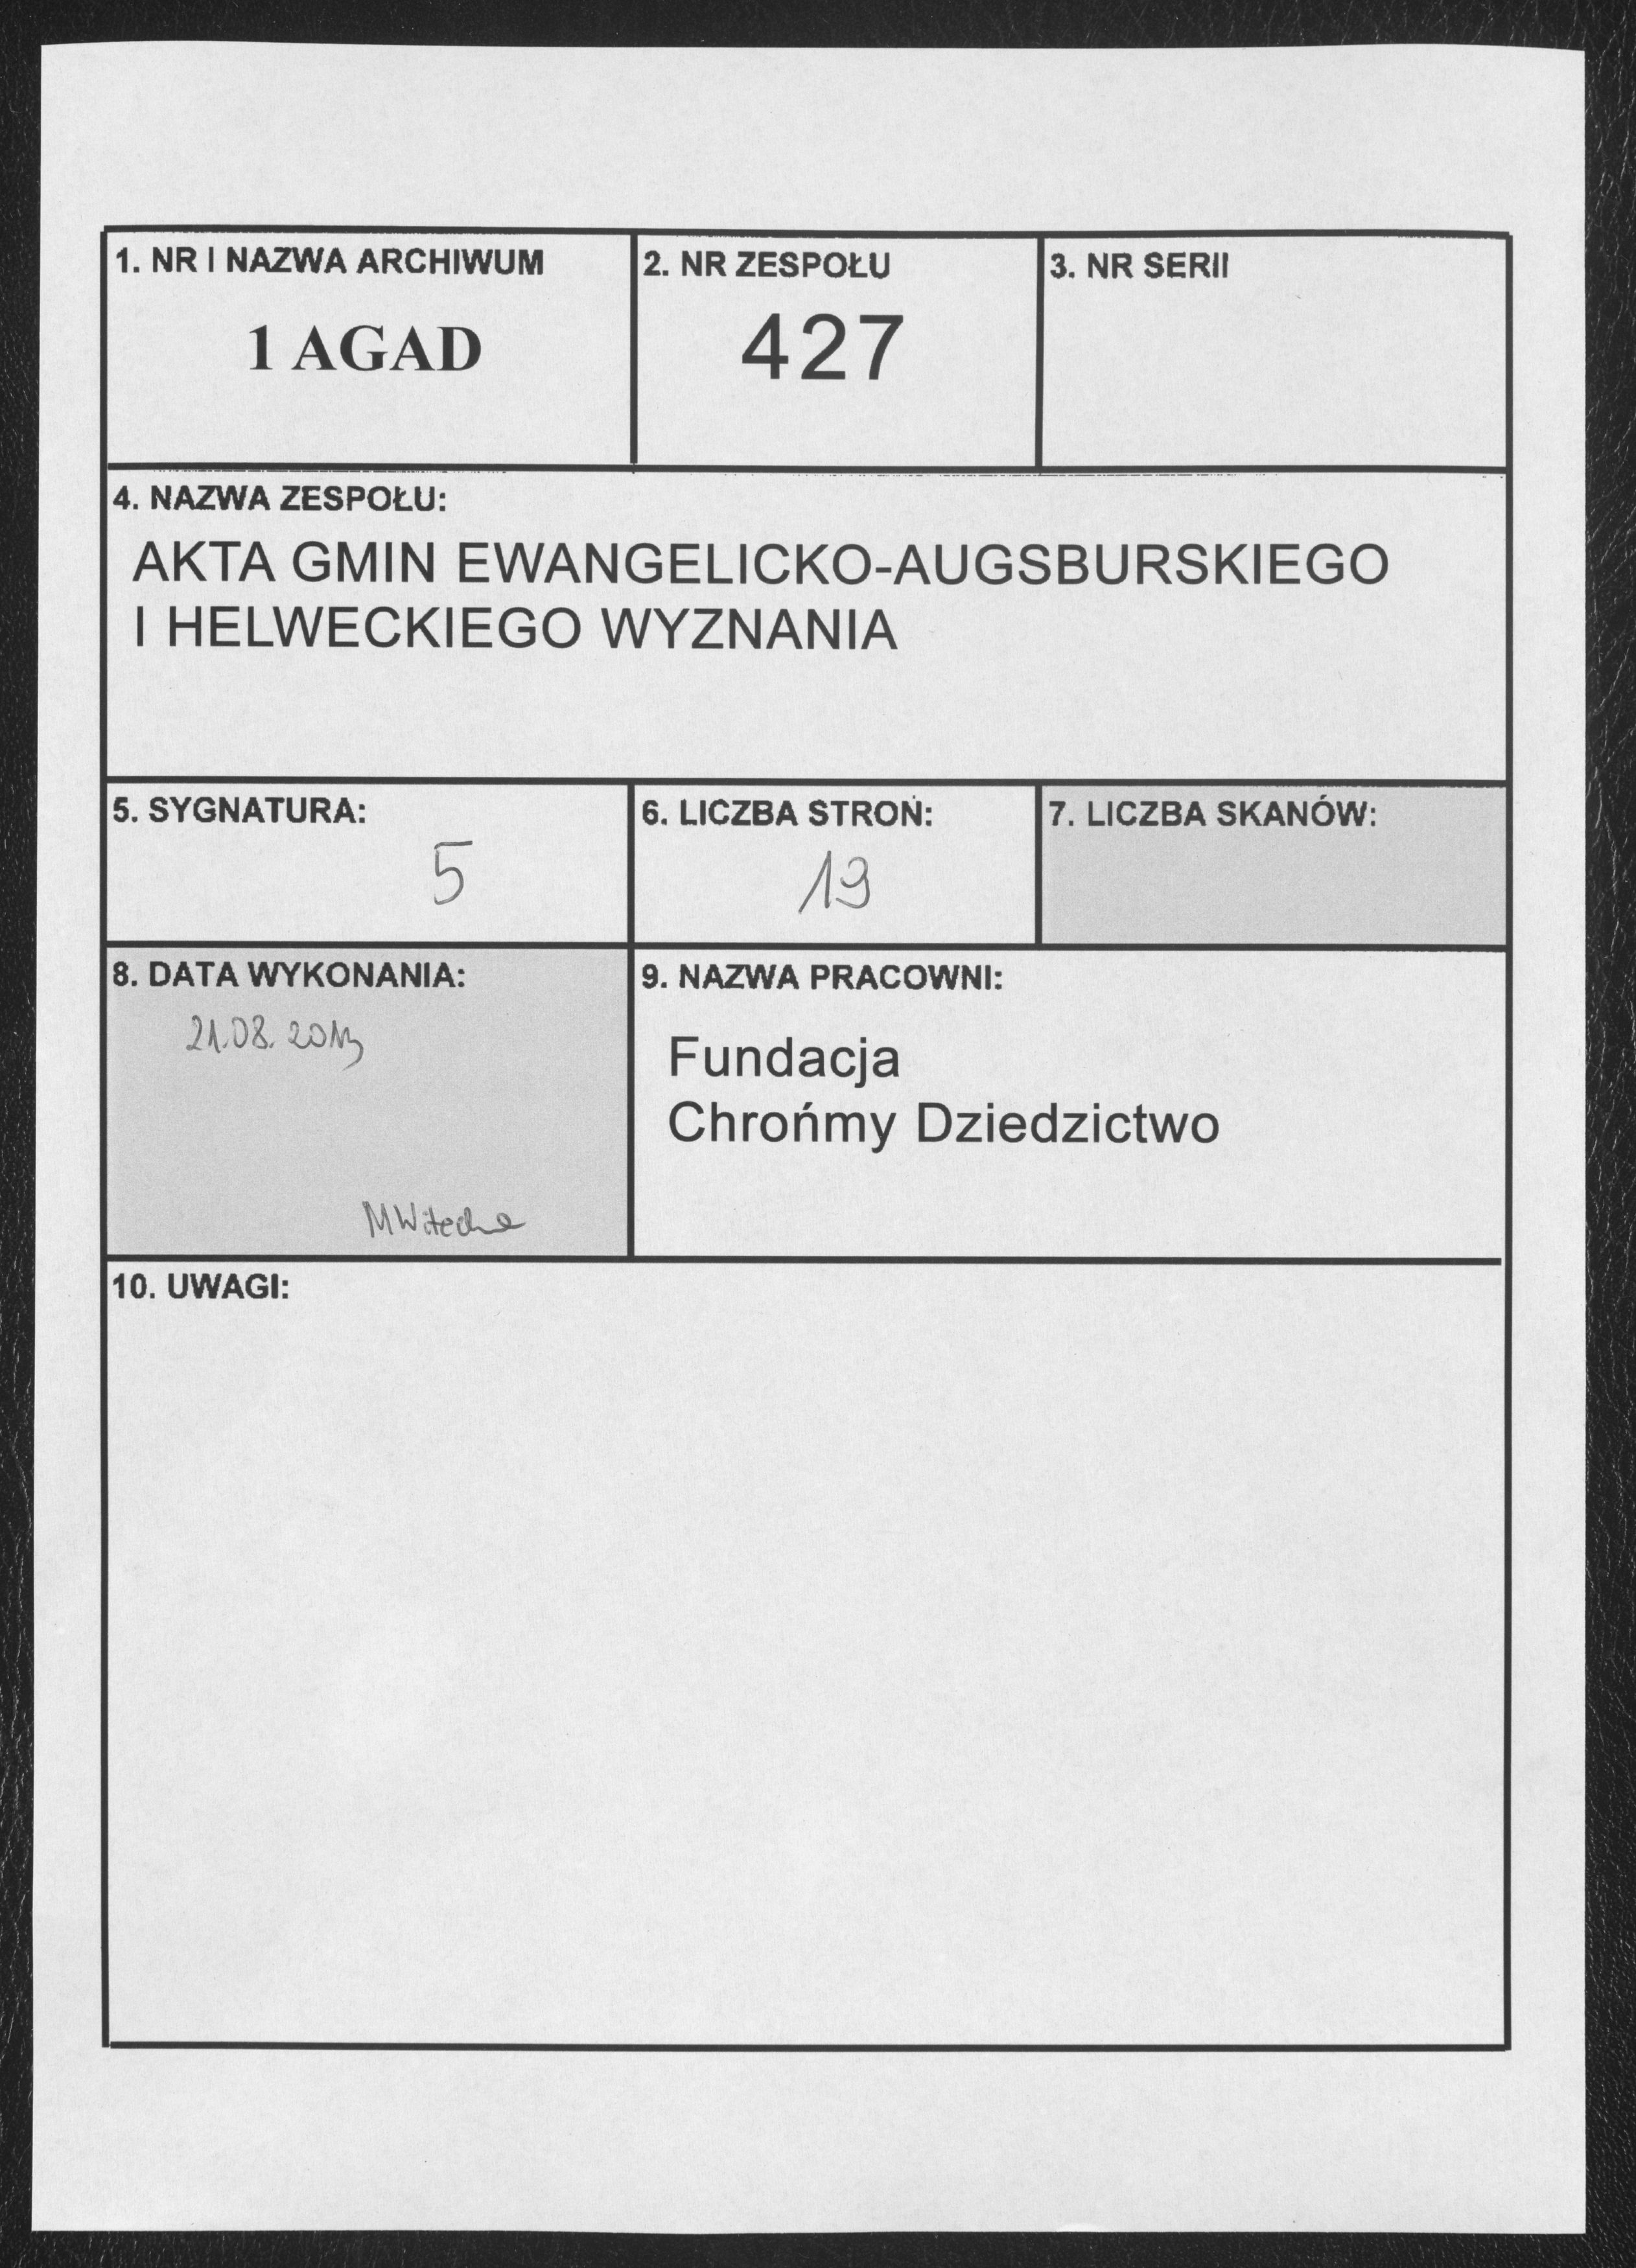 1. NR I NAZWA ARCHIWUM
1 AGAD
2. NR ZESPOŁU
427
3. NR SERII
4. NAZWA ZESPOŁU:
AKTA GMIN EWANGELICKO-AUGSBURSKIEGO
I HELWECKIEGO WYZNANIA
5. SYGNATURA:
5
6. LICZBA STRON:
19
7. LICZBA SKANÓW:
8. DATA WYKONANIA:
21.08.2013
9. NAZWA PRACOWNI:
Fundacja
Chrońmy Dziedzictwo
10. UWAGI: